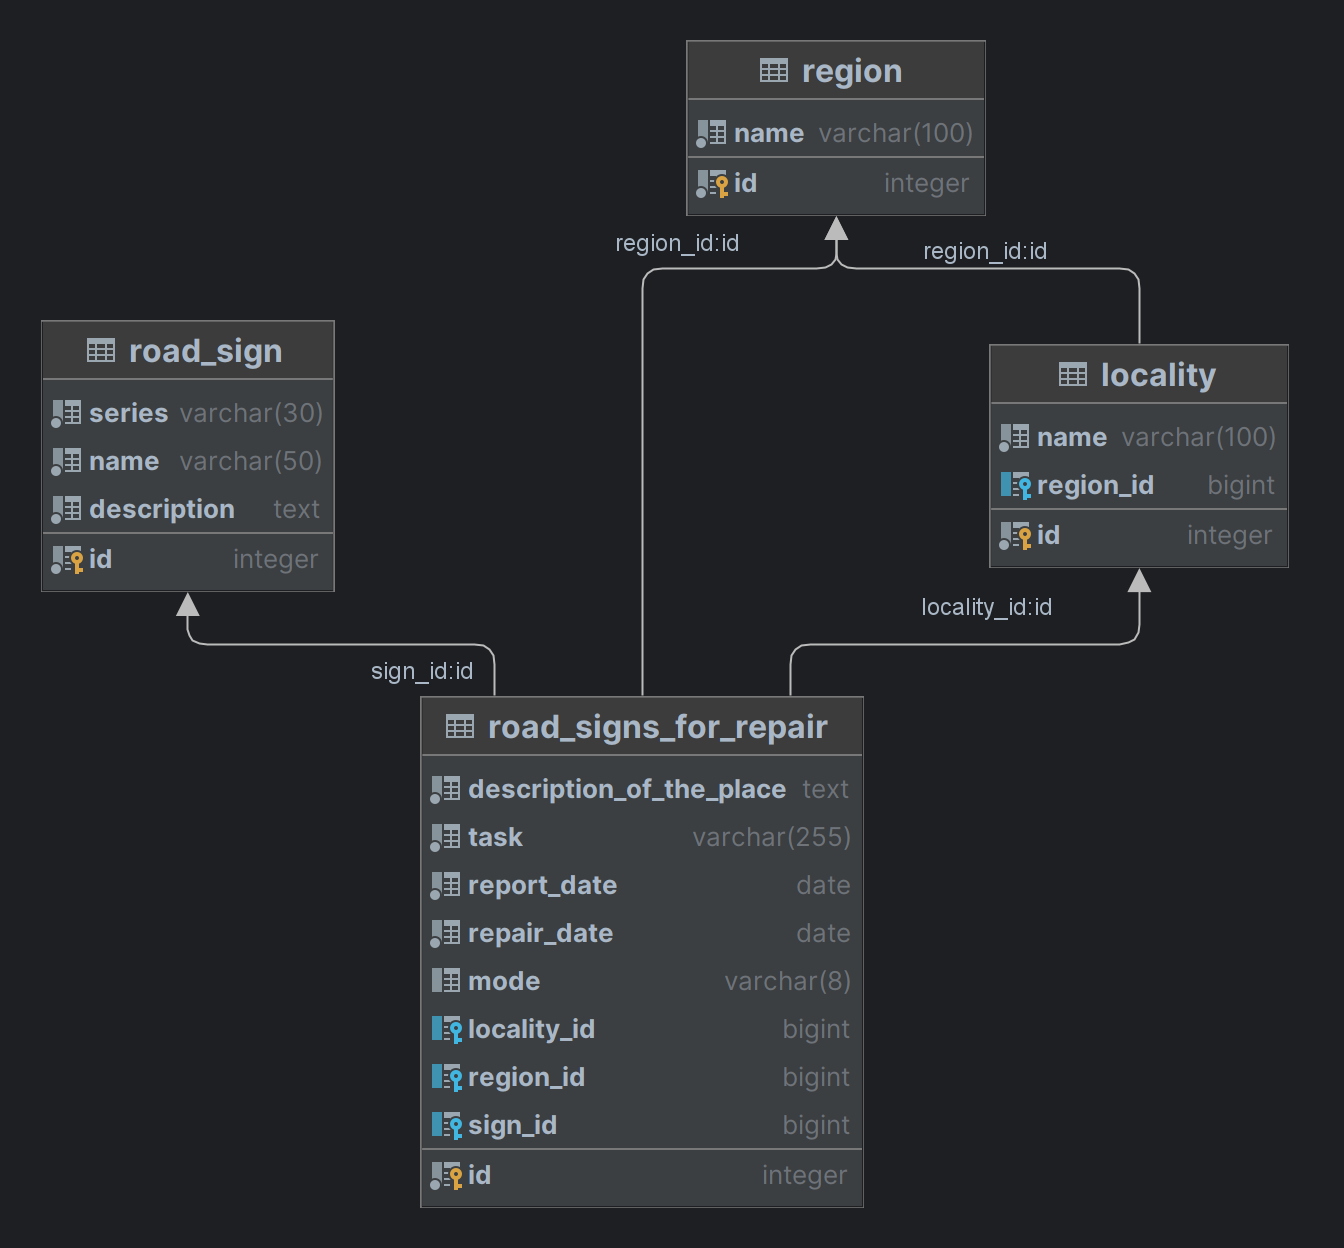 region
name varchar(100)
id integer
region_id:id
region_id:id
road_sign
series varchar(30)
name varchar(50)
description text
id integer
locality
name varchar(100)
region_id bigint
id integer
locality_id:id
sign_id:id
road_signs_for_repair
description_of_the_place text
task varchar(255)
report_date date
repair_date date
mode varchar(8)
locality_id bigint
region_id bigint
sign_id bigint
id integer